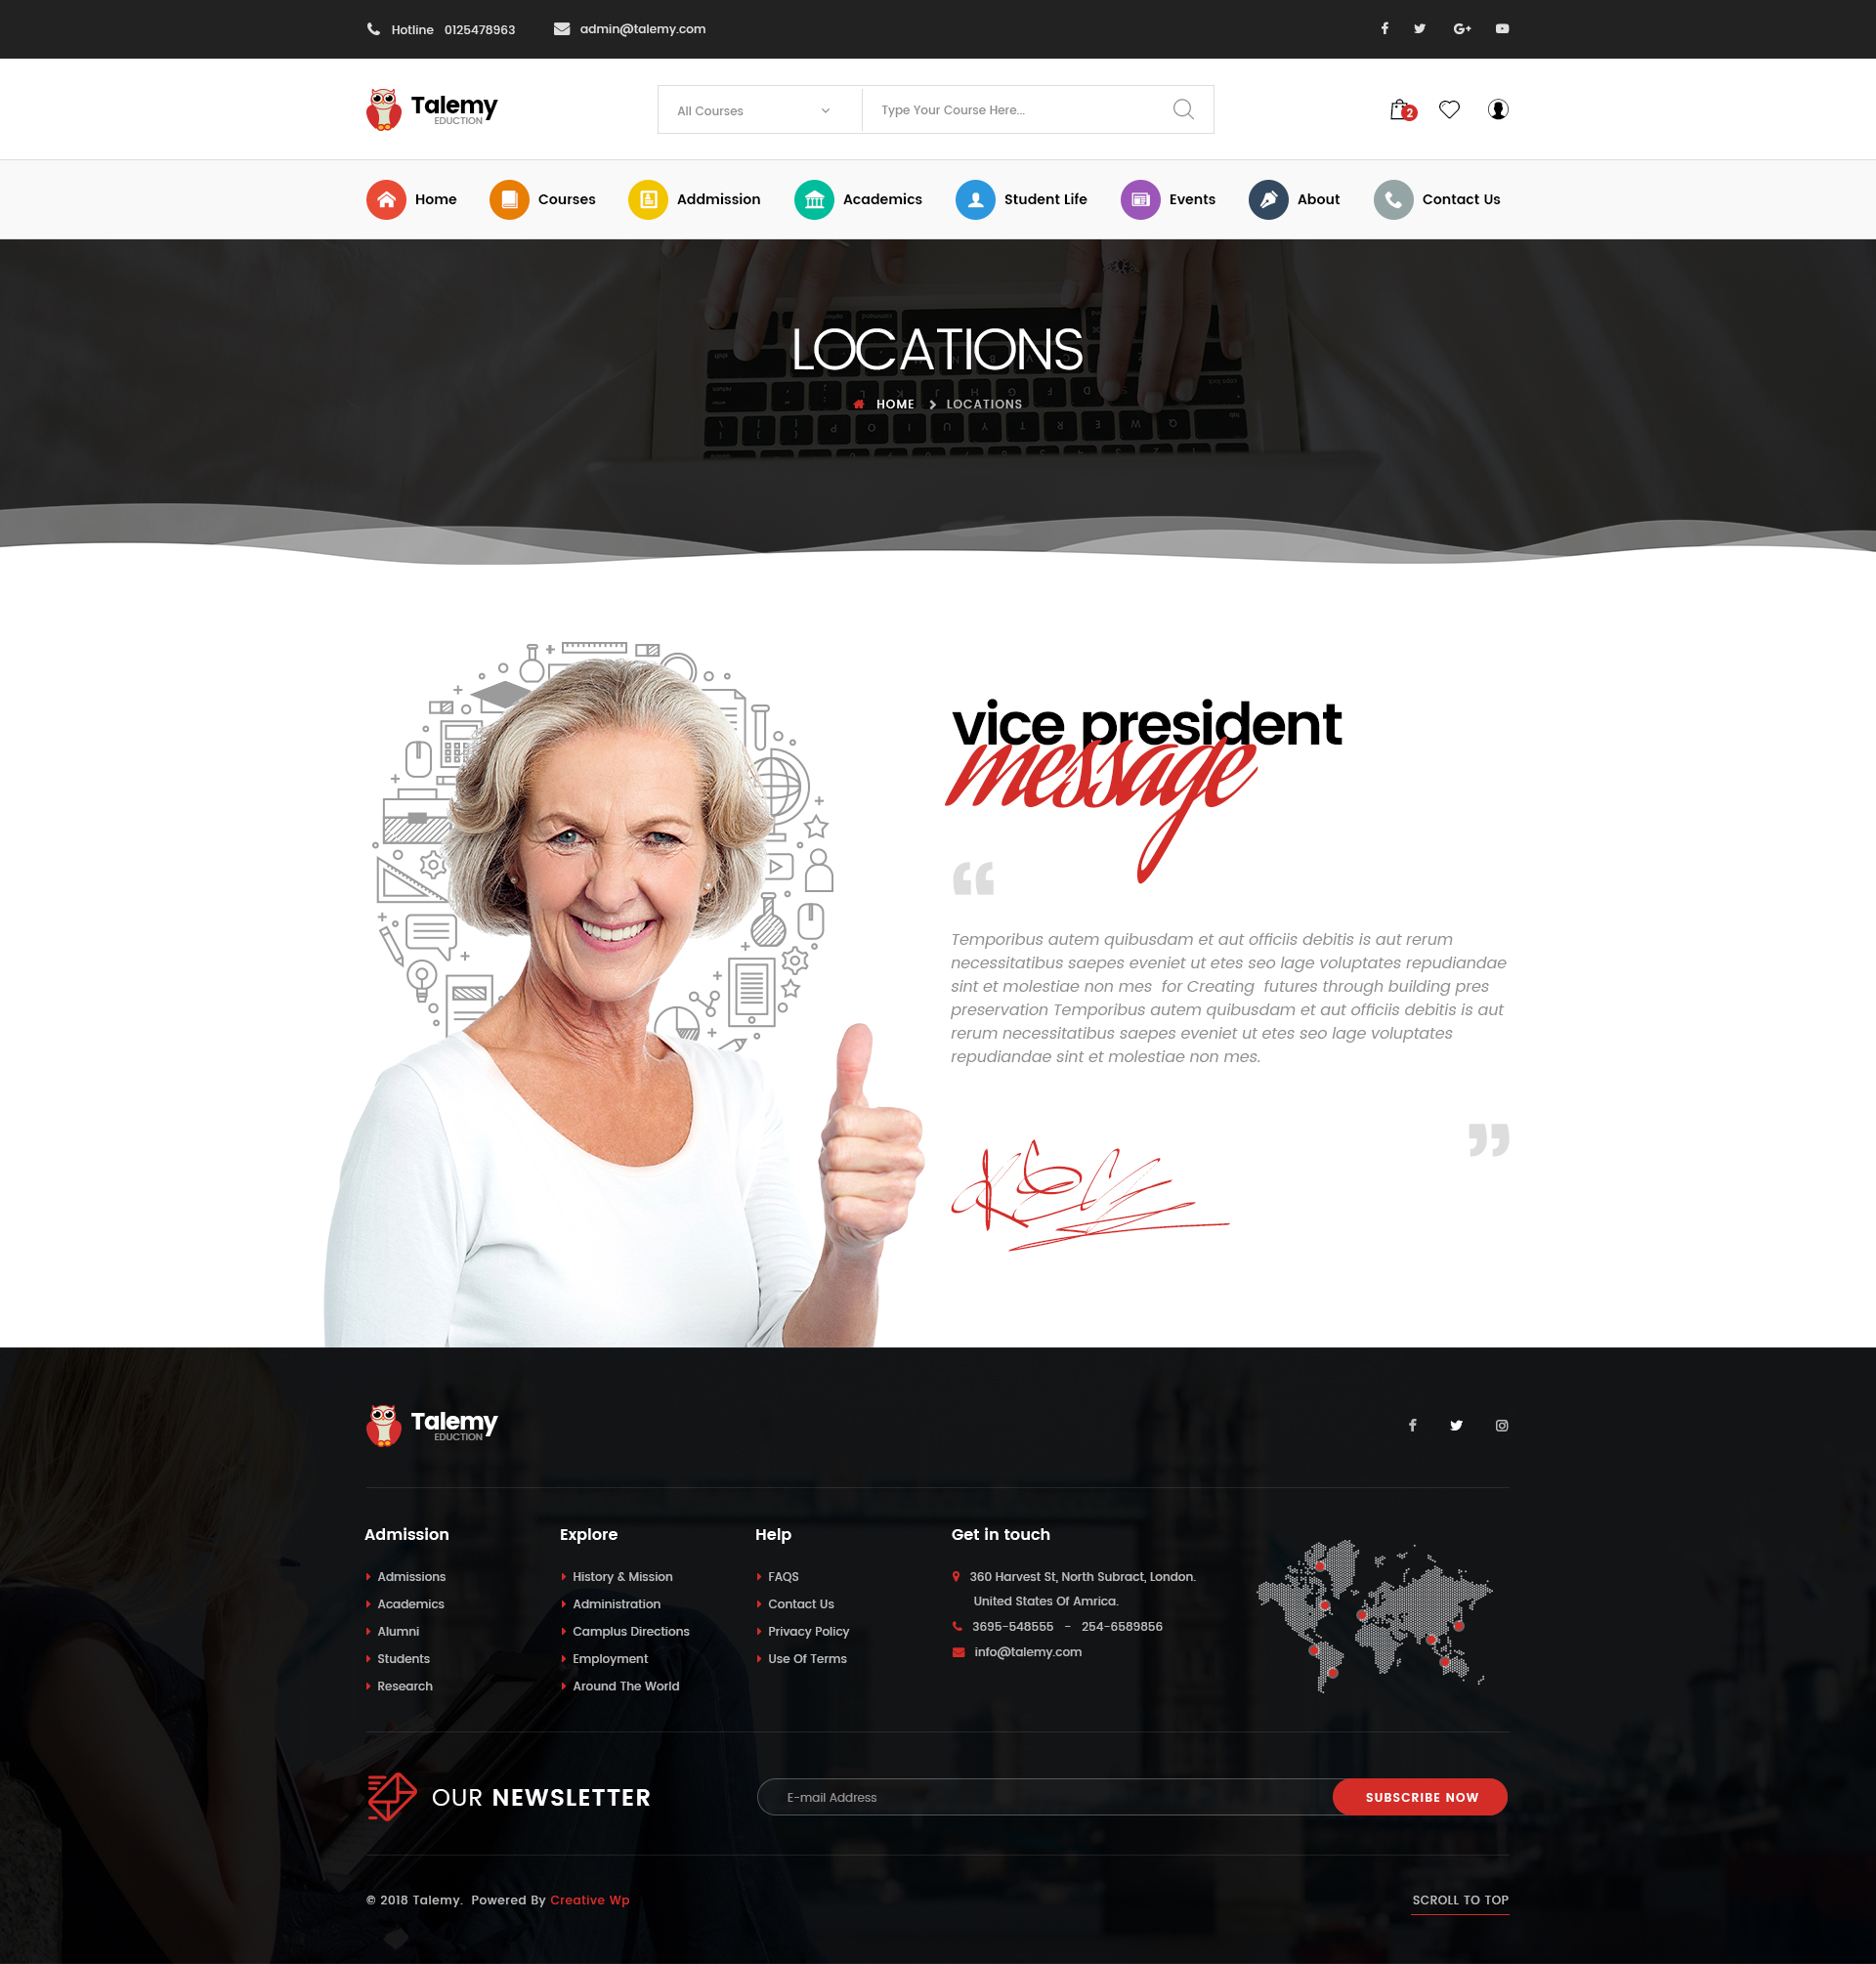 Hotline 0125478963
admin@talemy.com
Talemy
EDUCTION
All Courses
Type Your Course Here...
2
Home
Courses
Addmission
Academics
Student Life
Events
About
Contact Us
LOCATIONS
HOME
LOCATIONS
vice president
message
“
Temporibus autem quibusdam et aut officiis debitis is aut rerum
necessitatibus saepes eveniet ut etes seo lage voluptates repudiandae
sint et molestiae non mes for Creating futures through building pres
preservation Temporibus autem quibusdam et aut officiis debitis is aut
rerum necessitatibus saepes eveniet ut etes seo lage voluptates
repudiandae sint et molestiae non mes.
”
Talemy
EDUCTION
Admission
Admissions
Academics
Alumni
Students
Research
Explore
History & Mission
Administration
Camplus Directions
Employment
Around The World
Help
FAQS
Contact Us
Privacy Policy
Use Of Terms
Get in touch
360 Harvest St, North Subract, London.
United States Of Amrica.
3695-548555 - 254-6589856
info@talemy.com
OUR NEWSLETTER
E-mail Address
SUBSCRIBE NOW
© 2018 Talemy. Powered By Creative Wp
SCROLL TO TOP